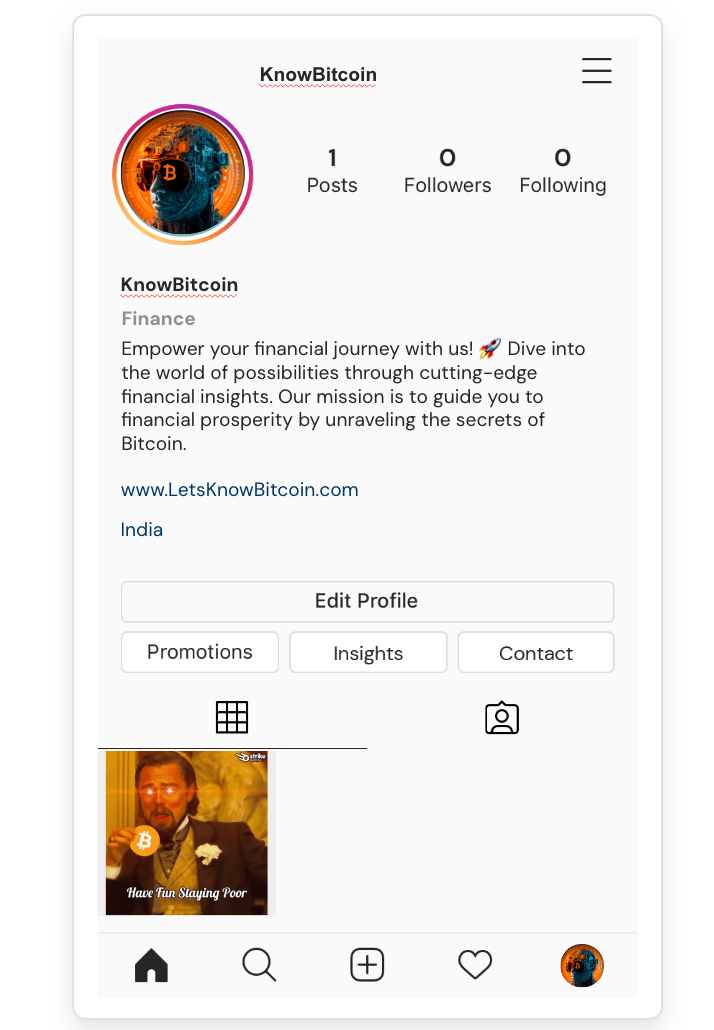 KnowBitcoin
1 0 0
Posts Followers Following
KnowBitcoin
Finance
Empower your financial journey with us! 🚀 Dive into
the world of possibilities through cutting-edge
financial insights. Our mission is to guide you to
financial prosperity by unraveling the secrets of
Bitcoin.
www.LetsKnowBitcoin.com
India
Edit Profile
Promotions Insights Contact
strike
Have Fun Staying Poor